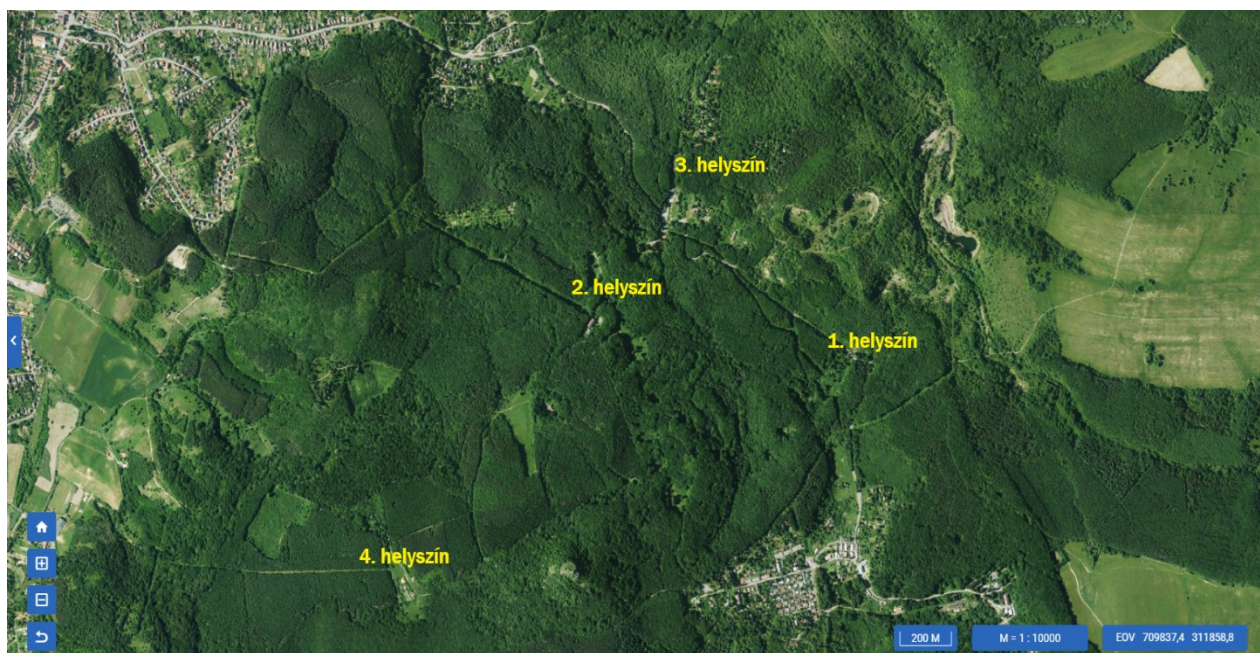 3. helyszín
2. helyszín
1. helyszín
4. helyszín
200 M
M = 1 : 10000
EOV 709837,4 311858,8